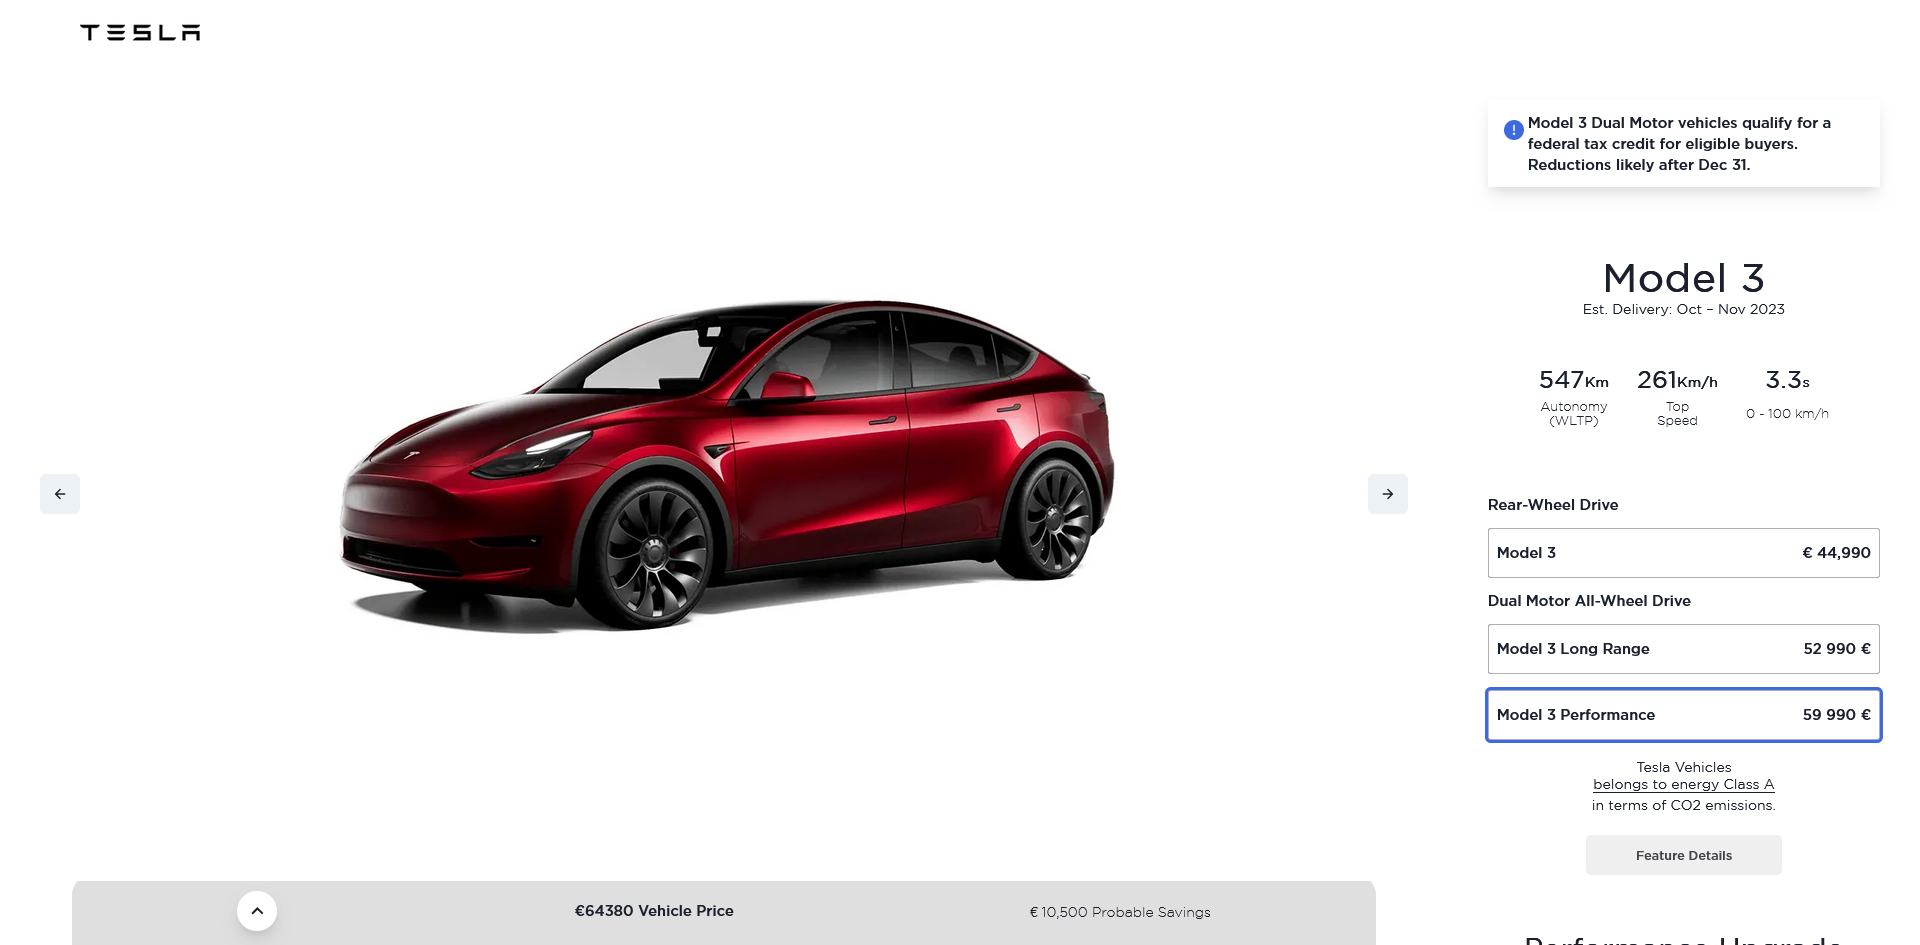 TESLA
Model 3 Dual Motor vehicles qualify for a
federal tax credit for eligible buyers.
Reductions likely after Dec 31.
Model 3
Est. Delivery: Oct – Nov 2023
547Km 261Km/h 3.3s
Autonomy
(WLTP)
Top
Speed
0 - 100 km/h
Rear-Wheel Drive
Model 3 € 44,990
Dual Motor All-Wheel Drive
Model 3 Long Range 52 990 €
Model 3 Performance 59 990 €
Tesla Vehicles
belongs to energy Class A
in terms of CO2 emissions.
Feature Details
€64380 Vehicle Price
€ 10,500 Probable Savings
Performance Upgrade